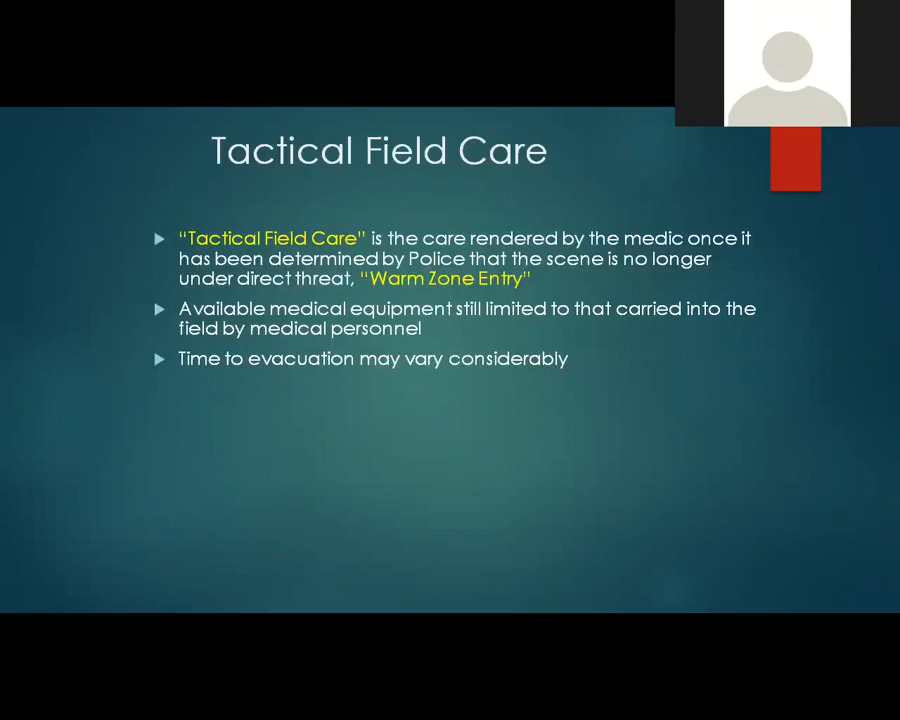 Tactical Field Care
“Tactical Field Care” is the care rendered by the medic once it
has been determined by Police that the scene is no longer
under direct threat, “Warm Zone Entry”
Available medical equipment still limited to that carried into the
field by medical personnel
Time to evacuation may vary considerably